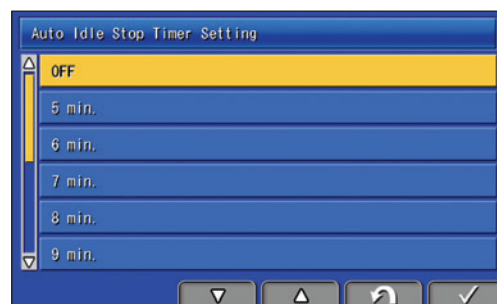 Auto Idle Stop Timer Setting
OFF
5 min.
6 min.
7 min.
8 min.
9 min.